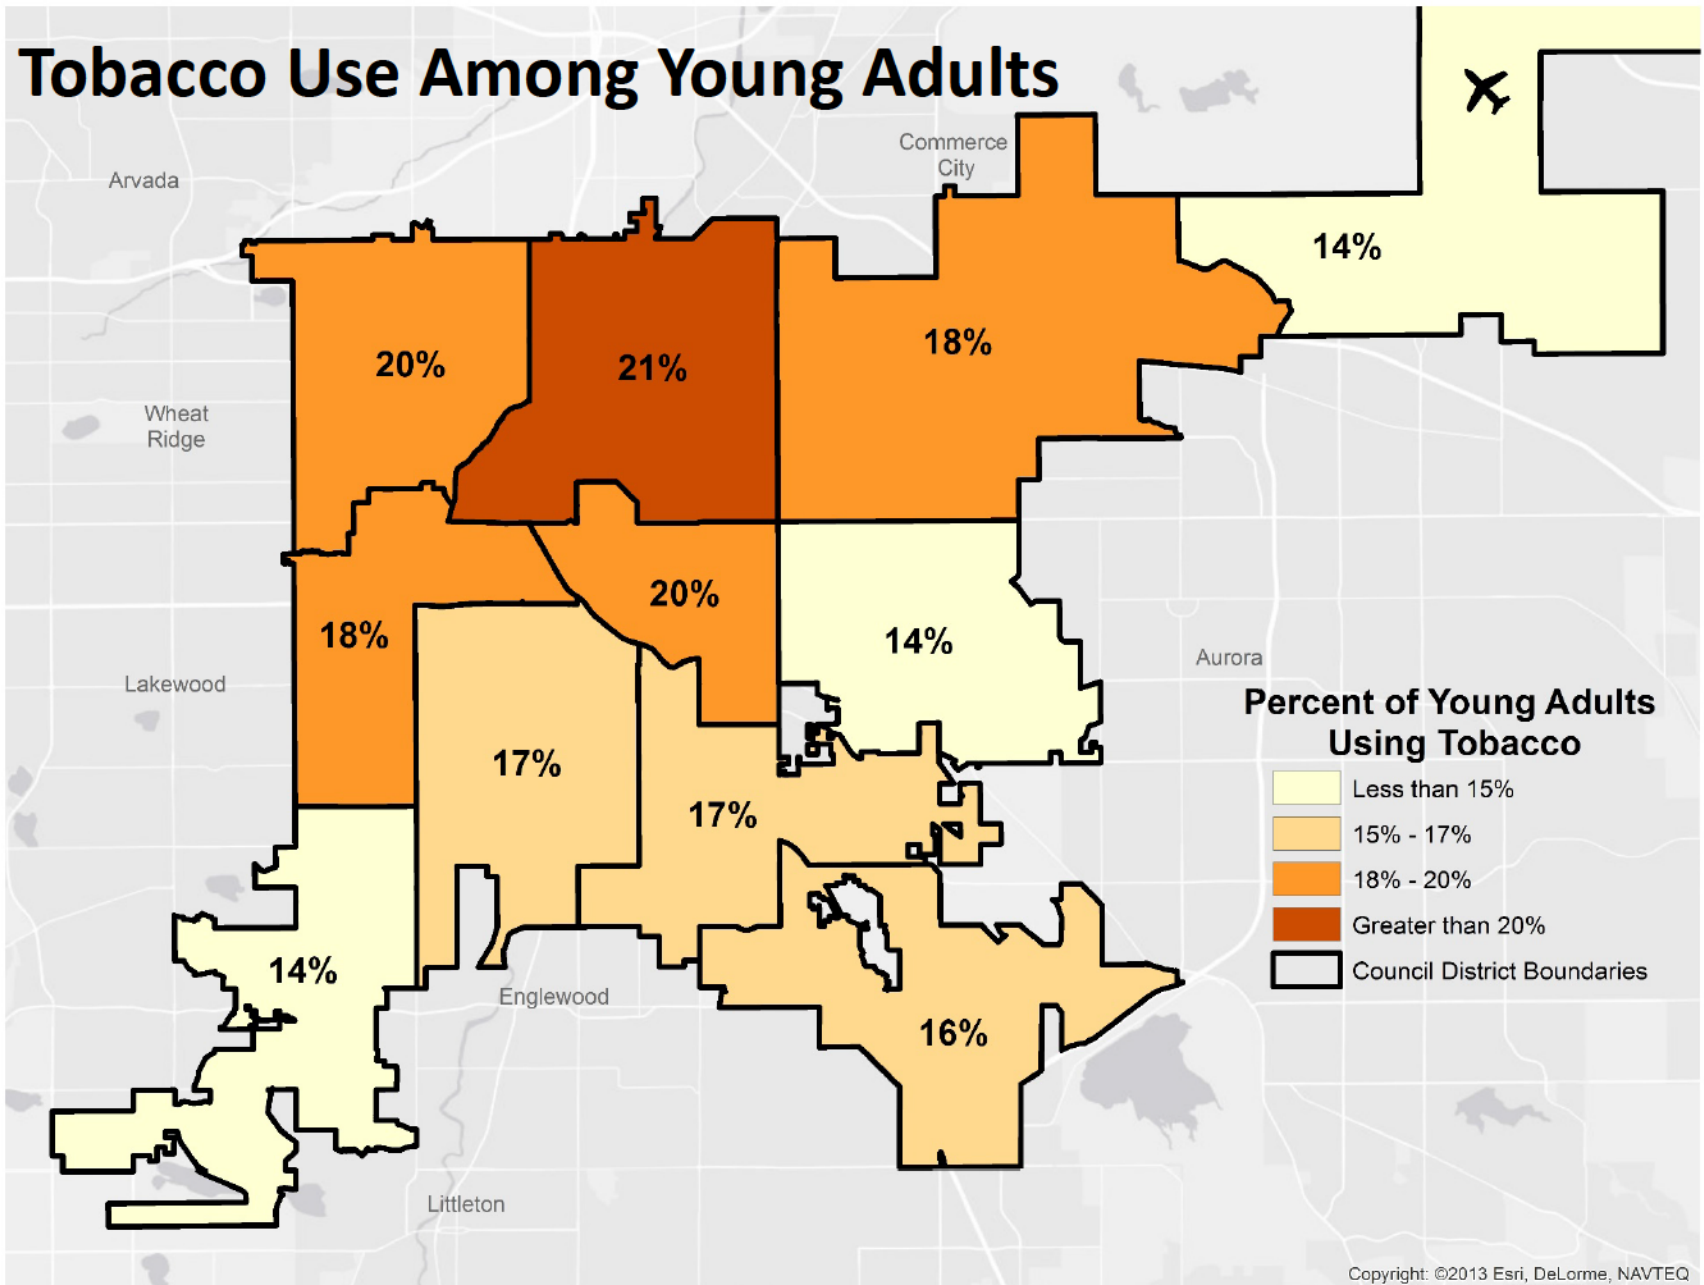 Tobacco Use Among Young Adults
Commerce
City
Arvada
14%
18%
20%
21%
Wheat
Ridge
20%
18%
14%
Aurora
Lakewood
17%
17%
14%
Englewood
16%
Littleton
Percent of Young Adults
Using Tobacco
Less than 15%
15% - 17%
18% - 20%
Greater than 20%
Council District Boundaries
Copyright: ©2013 Esri, DeLorme, NAVTEQ